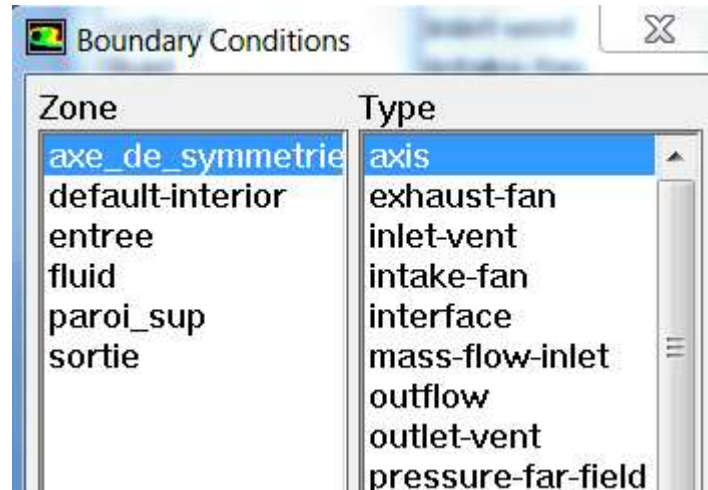 Boundary Conditions
Zone
Type
axe_de_symmetrie
axis
default-interior
exhaust-fan
entree
inlet-vent
fluid
intake-fan
paroi_sup
interface
sortie
mass-flow-inlet
outflow
outlet-vent
pressure-far-field